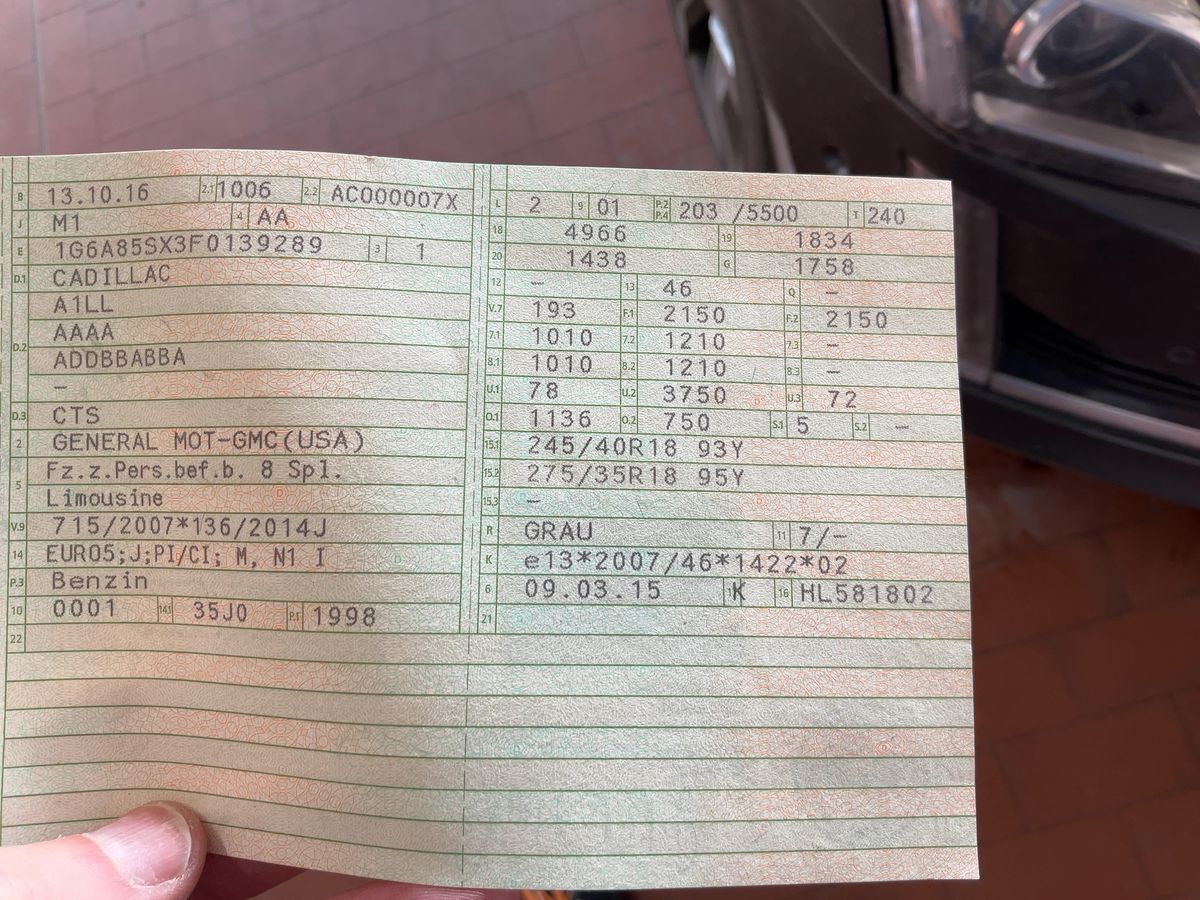 B 13.10.16 2.1 1006 2.2 AC000007X
J M1 4 AA
E 1G6A85SX3F0139289 3 1
D.1 CADILLAC
A1LL
AAAA
D.2 ADDBBABBA
–
D.3 CTS
2 GENERAL MOT-GMC(USA)
5 Fz.z.Pers.bef.b. 8 Spl.
Limousine
V.9 715/2007*136/2014J
14 EURO5;J;PI/CI; M, N1 I
P.3 Benzin
10 0001 14.1 35J0 P.1 1998
22
L 2 9 01 P.2 P.4 203 /5500 T 240
18 4966 19 1834
20 1438 G 1758
12 – 13 46 Q –
V.7 193 F.1 2150 F.2 2150
7.1 1010 7.2 1210 7.3 –
8.1 1010 8.2 1210 8.3 –
U.1 78 U.2 3750 U.3 72
O.1 1136 O.2 750 S.1 5 S.2 –
15.1 245/40R18 93Y
15.2 275/35R18 95Y
15.3 –
R GRAU 11 7/–
K e13*2007/46*1422*02
6 09.03.15 17 K 16 HL581802
21